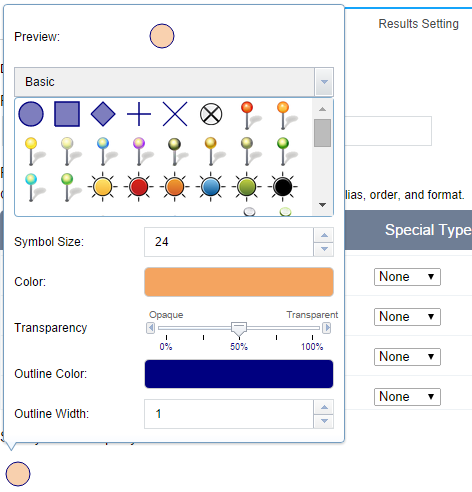 Results Setting
Preview:
Basic
lias, order, and format.
Special Type
Symbol Size: 24
None
Color:
Opaque Transparent
Transparency
None
0% 50% 100%
None
Outline Color:
None
Outline Width: 1